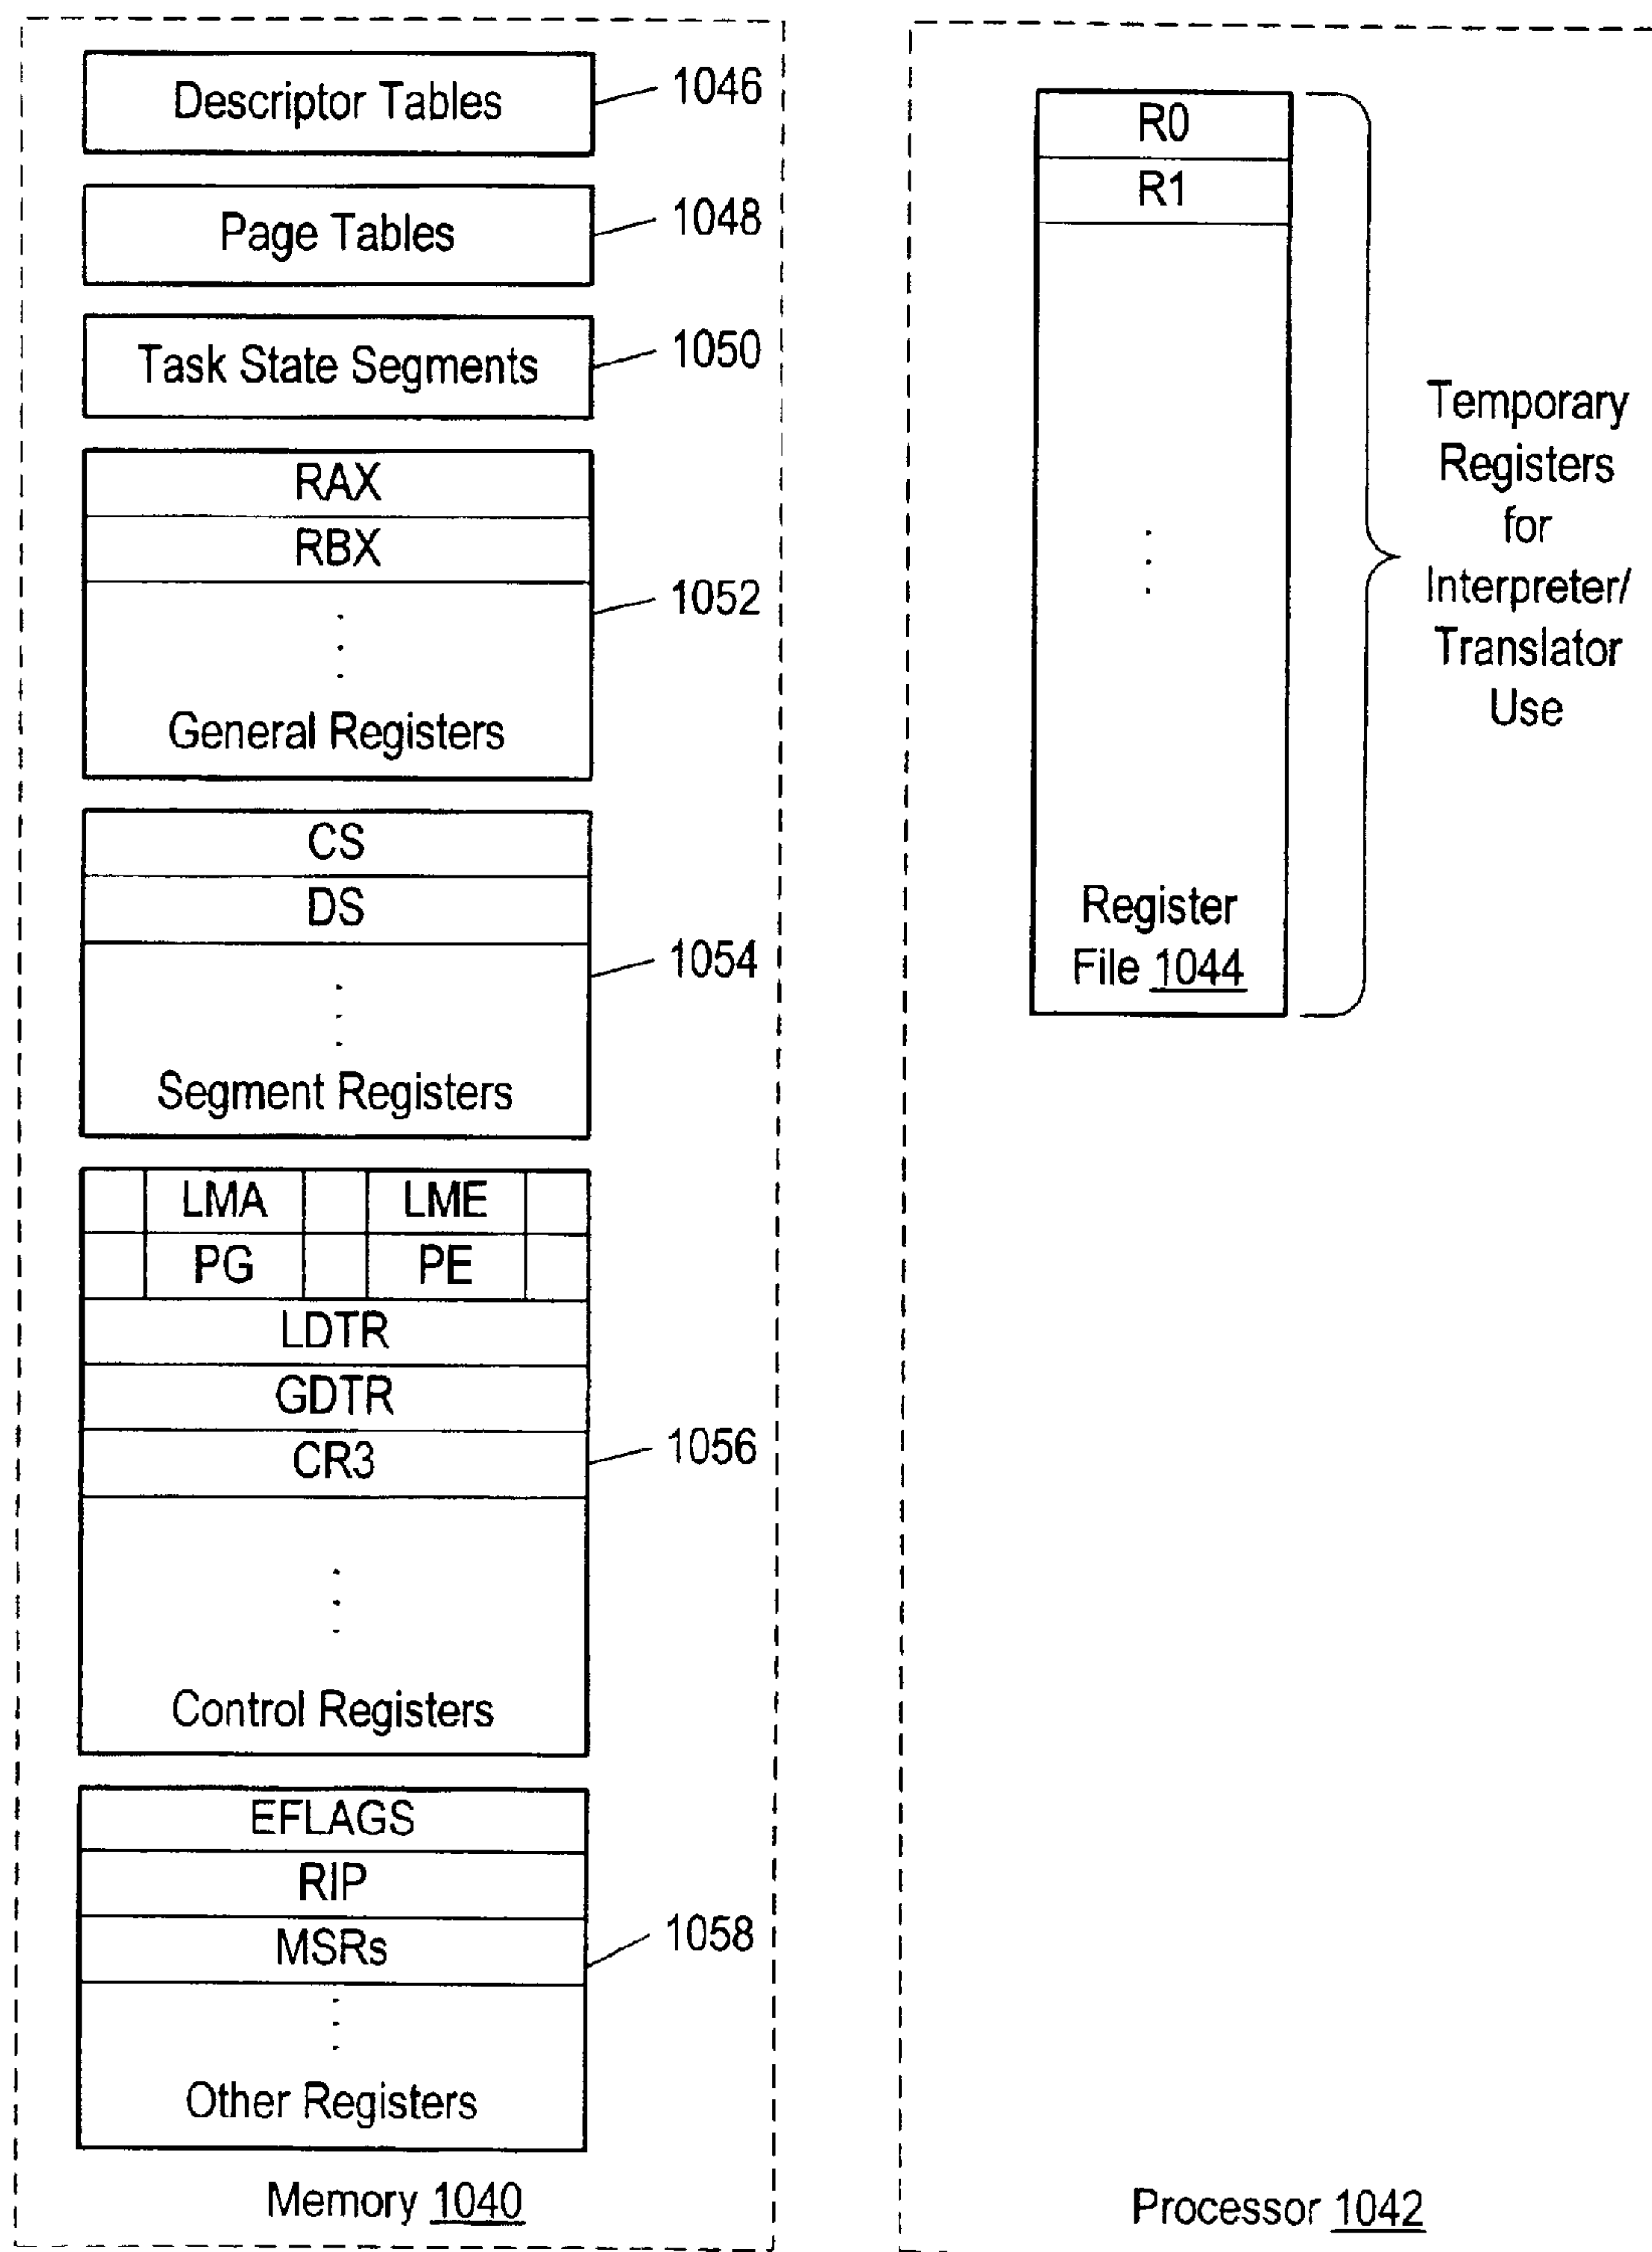 Descriptor Tables
1046
Page Tables
1048
Task State Segments
1050
RAX
RBX
1052
General Registers
CS
DS
1054
Segment Registers
LMA LME
PG PE
LDTR
GDTR
CR3
1056
Control Registers
EFLAGS
RIP
MSRs
1058
Other Registers
Memory 1040
R0
R1
Register
File 1044
Temporary
Registers
for
Interpreter/
Translator
Use
Processor 1042